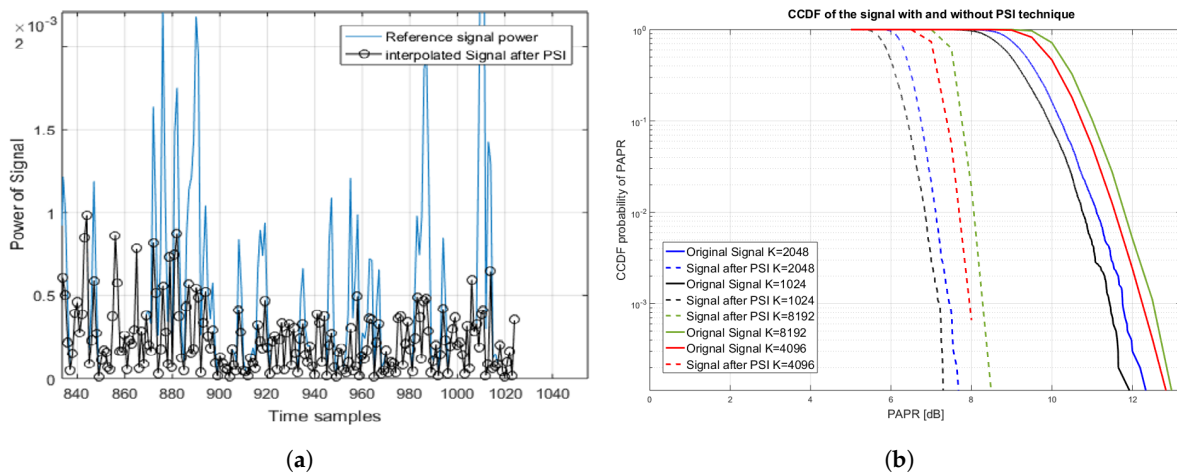 ×10-3
2
1.5
1
0.5
0
Power of Signal
Reference signal power
interpolated Signal after PSI
840 860 880 900 920 940 960 980 1000 1020 1040
Time samples
(a)
CCDF of the signal with and without PSI technique
CCDF probability of PAPR
10^0
10^-1
10^-2
10^-3
Original Signal K=2048
Signal after PSI K=2048
Original Signal K=1024
Signal after PSI K=1024
Signal after PSI K=8192
Orignal Signal K=8192
Orignal Signal K=4096
Signal after PSI K=4096
0 2 4 6 8 10 12
PAPR [dB]
(b)